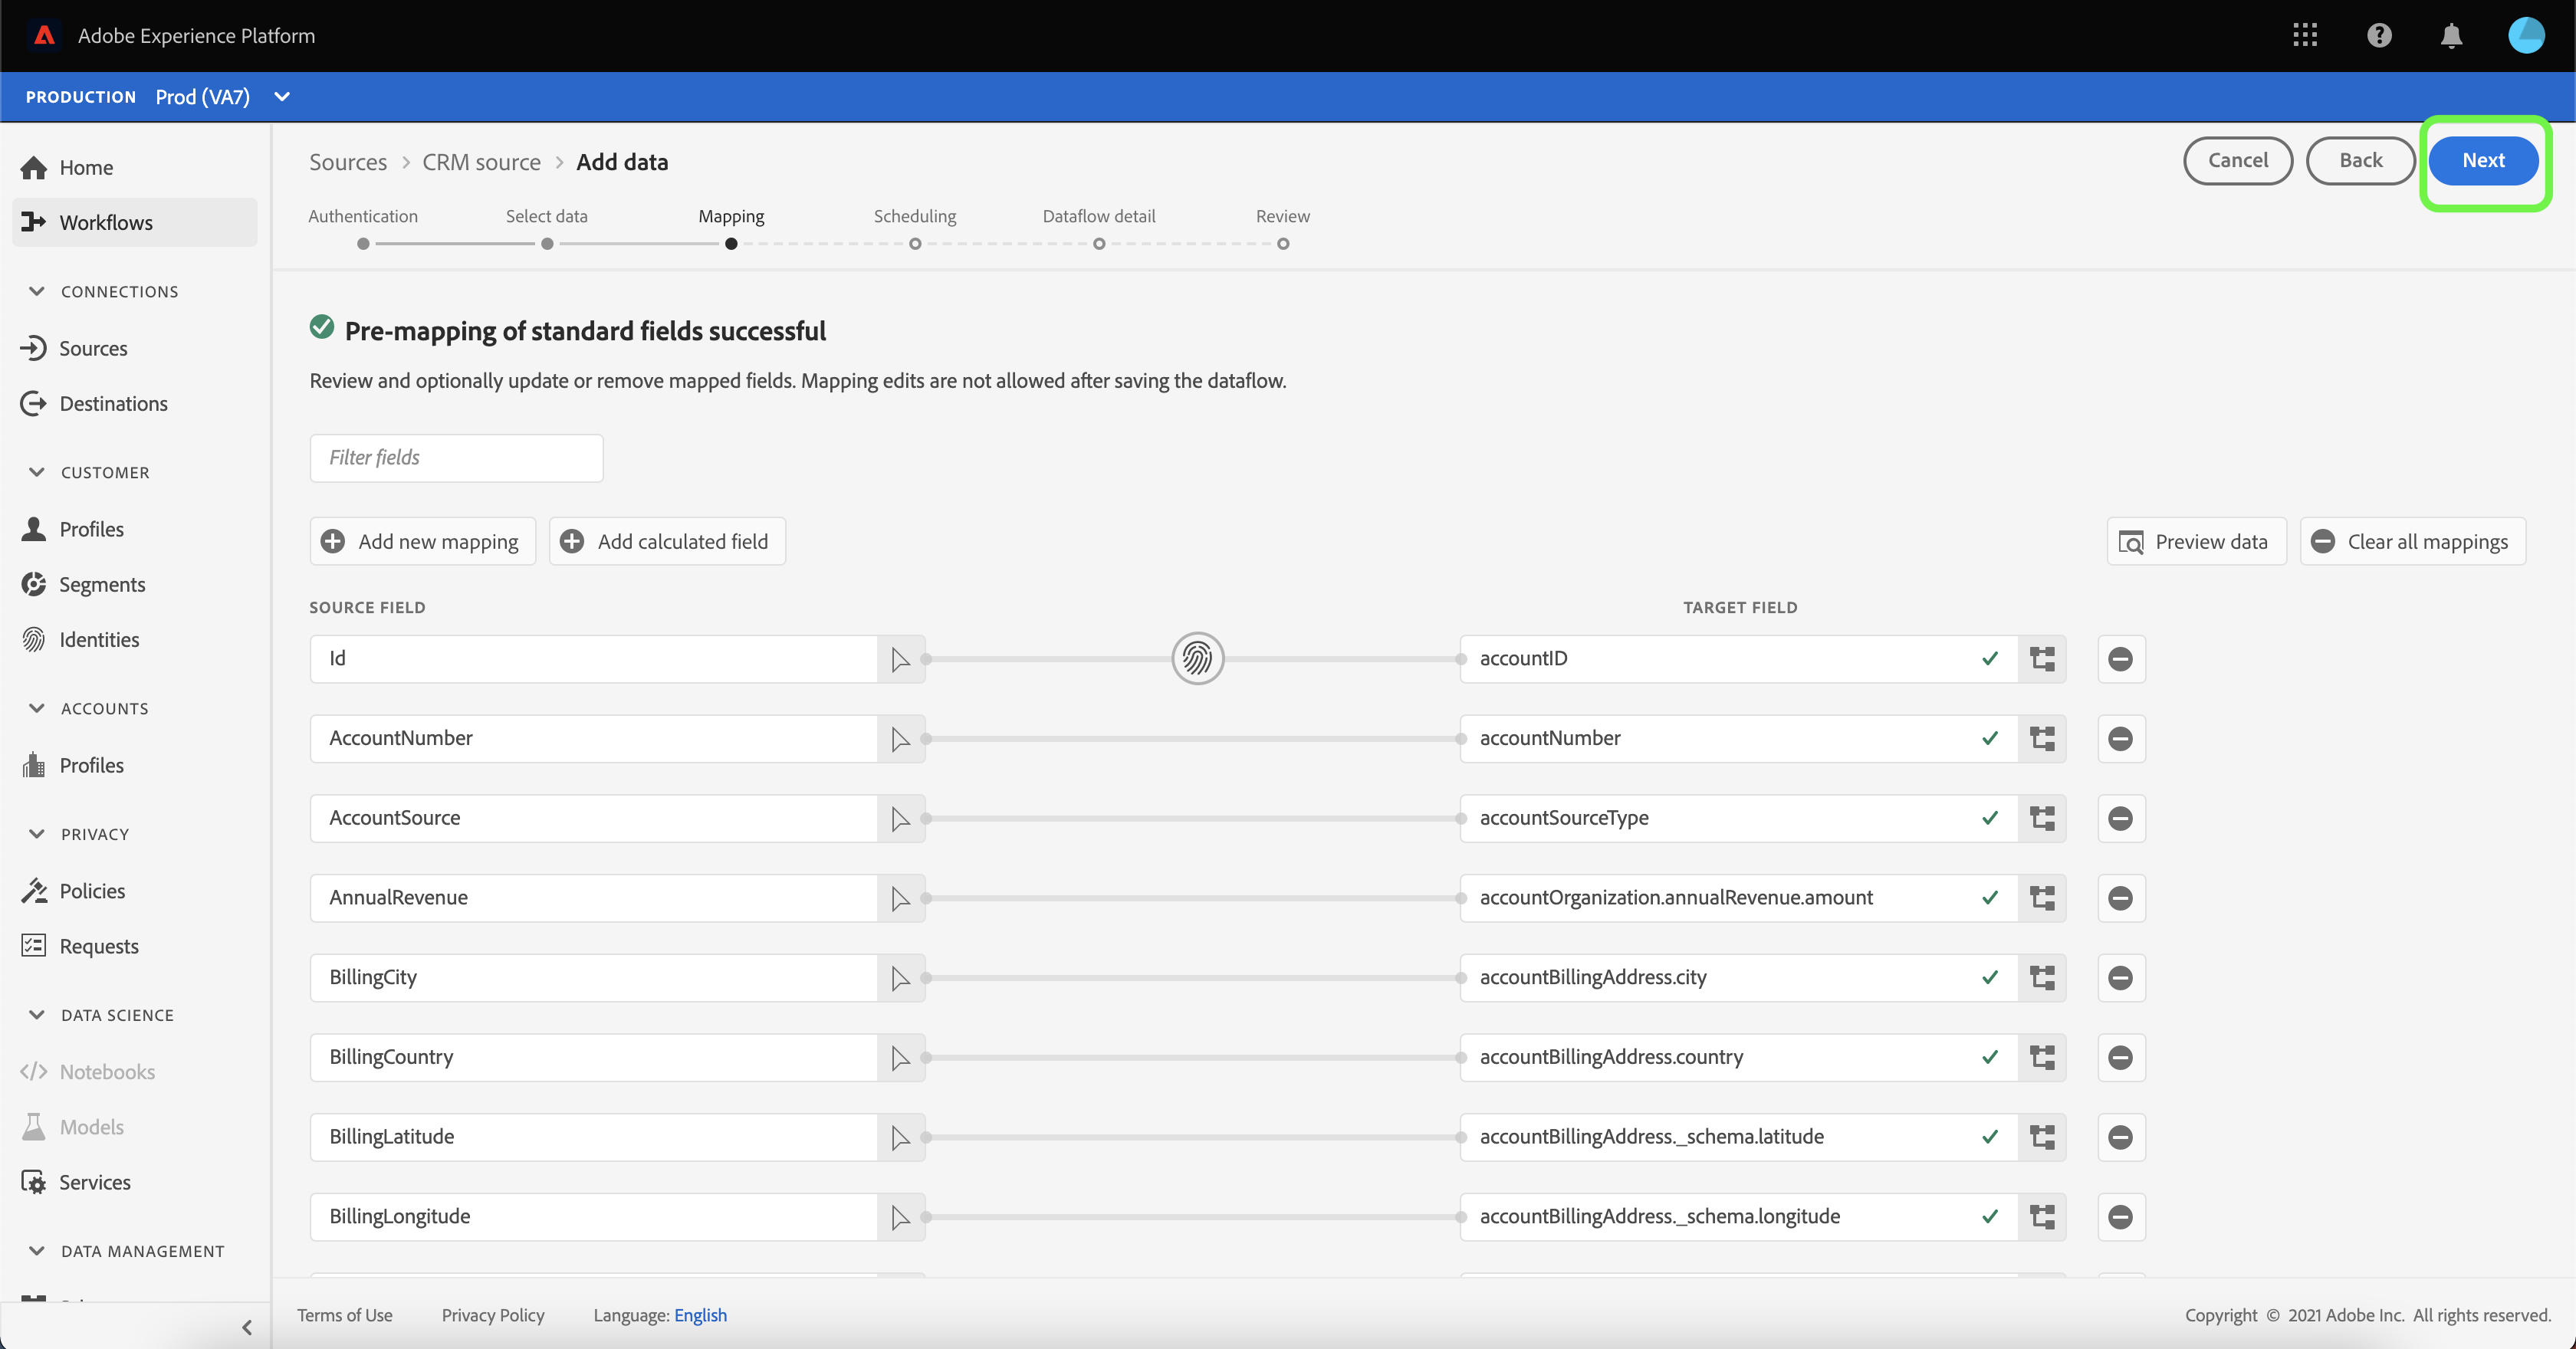 Adobe Experience Platform
PRODUCTION Prod (VA7)
Home
Workflows
CONNECTIONS
Sources
Destinations
CUSTOMER
Profiles
Segments
Identities
ACCOUNTS
Profiles
PRIVACY
Policies
Requests
DATA SCIENCE
Notebooks
Models
Services
DATA MANAGEMENT
Sources > CRM source > Add data
Cancel Back Next
Authentication Select data Mapping Scheduling Dataflow detail Review
Pre-mapping of standard fields successful
Review and optionally update or remove mapped fields. Mapping edits are not allowed after saving the dataflow.
Filter fields
Add new mapping Add calculated field Preview data Clear all mappings
SOURCE FIELD TARGET FIELD
Id accountID
AccountNumber accountNumber
AccountSource accountSourceType
AnnualRevenue accountOrganization.annualRevenue.amount
BillingCity accountBillingAddress.city
BillingCountry accountBillingAddress.country
BillingLatitude accountBillingAddress._schema.latitude
BillingLongitude accountBillingAddress._schema.longitude
Terms of Use Privacy Policy Language: English Copyright © 2021 Adobe Inc. All rights reserved.